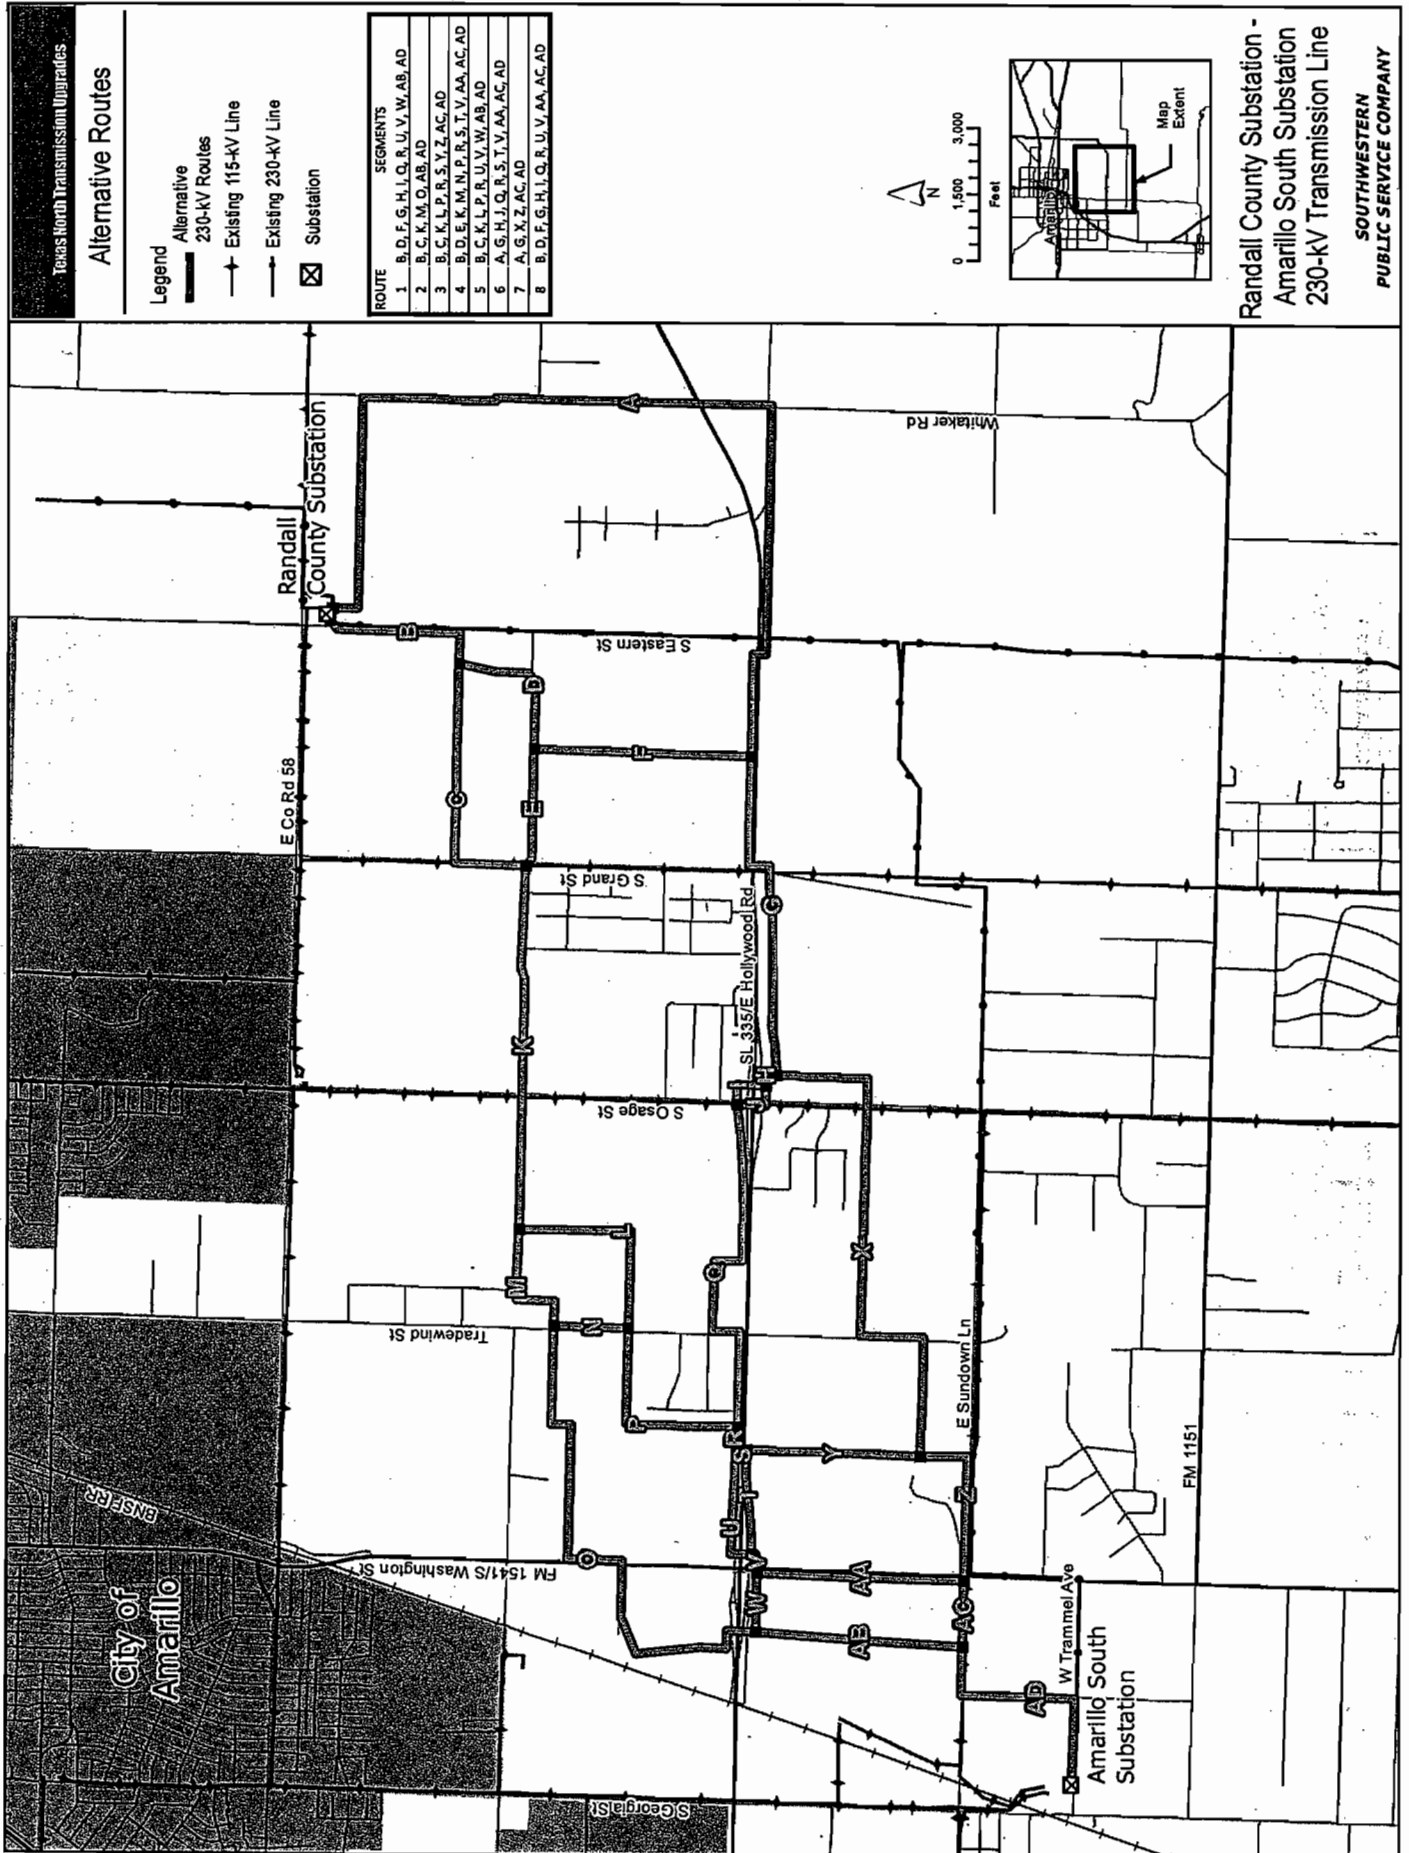 Texas North Transmission Upgrades
Alternative Routes
Legend
Alternative
230-kV Routes
Existing 115-kV Line
Existing 230-kV Line
Substation
ROUTE SEGMENTS
1 B, D, F, G, H, I, Q, R, U, V, W, AB, AD
2 B, C, K, M, O, AB, AD
3 B, C, K, L, P, R, S, Y, Z, AC, AD
4 B, D, E, K, M, N, P, R, S, T, V, AA, AC, AD
5 B, C, K, L, P, R, U, V, W, AB, AD
6 A, G, H, J, Q, R, S, T, V, AA, AC, AD
7 A, G, X, Z, AC, AD
8 B, D, F, G, H, I, Q, R, U, V, AA, AC, AD
N
0 1,500 3,000
Feet
Amarillo
Map
Extent
Randall County Substation -
Amarillo South Substation
230-kV Transmission Line
SOUTHWESTERN
PUBLIC SERVICE COMPANY
Randall
County Substation
A
Whitaker Rd
B
S Eastern St
D
F
C
E
E Co Rd 58
S Grand St
G
SL 335/E Hollywood Rd
K
H
S Osage St
L
M
N
Q
X
Tradewind St
P
R
S
Y
E Sundown Ln
Z
FM 1151
T
U
V
O
FM 1541/S Washington St
BNSF RR
W
AA
AB
AC
W Trammel Ave
AD
City of
Amarillo
Amarillo South
Substation
S Georgia St